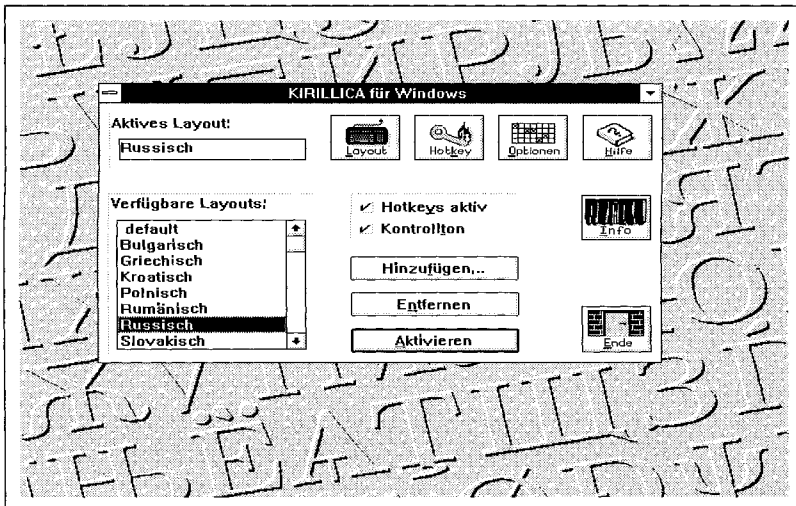 KIRILLICA für Windows
Aktives Layout:
Russisch
Layout
Hotkey
Optionen
Hilfe
Verfügbare Layouts:
default
Bulgarisch
Griechisch
Kroatisch
Polnisch
Rumänisch
Russisch
Slovakisch
Hotkeys aktiv
Kontrollton
Hinzufügen...
Entfernen
Aktivieren
Info
Ende